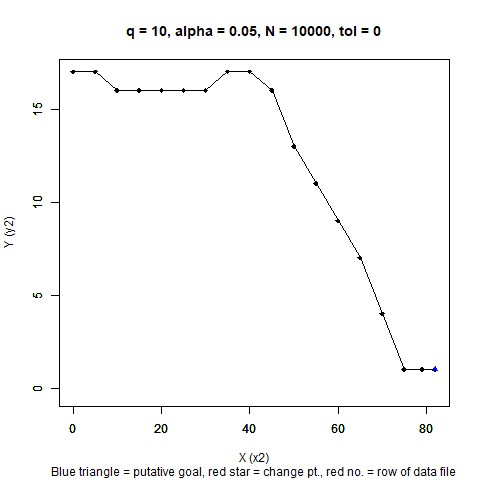 q = 10, alpha = 0.05, N = 10000, tol = 0
15
10
5
0
Y (y2)
0 20 40 60 80
X (x2)
Blue triangle = putative goal, red star = change pt., red no. = row of data file